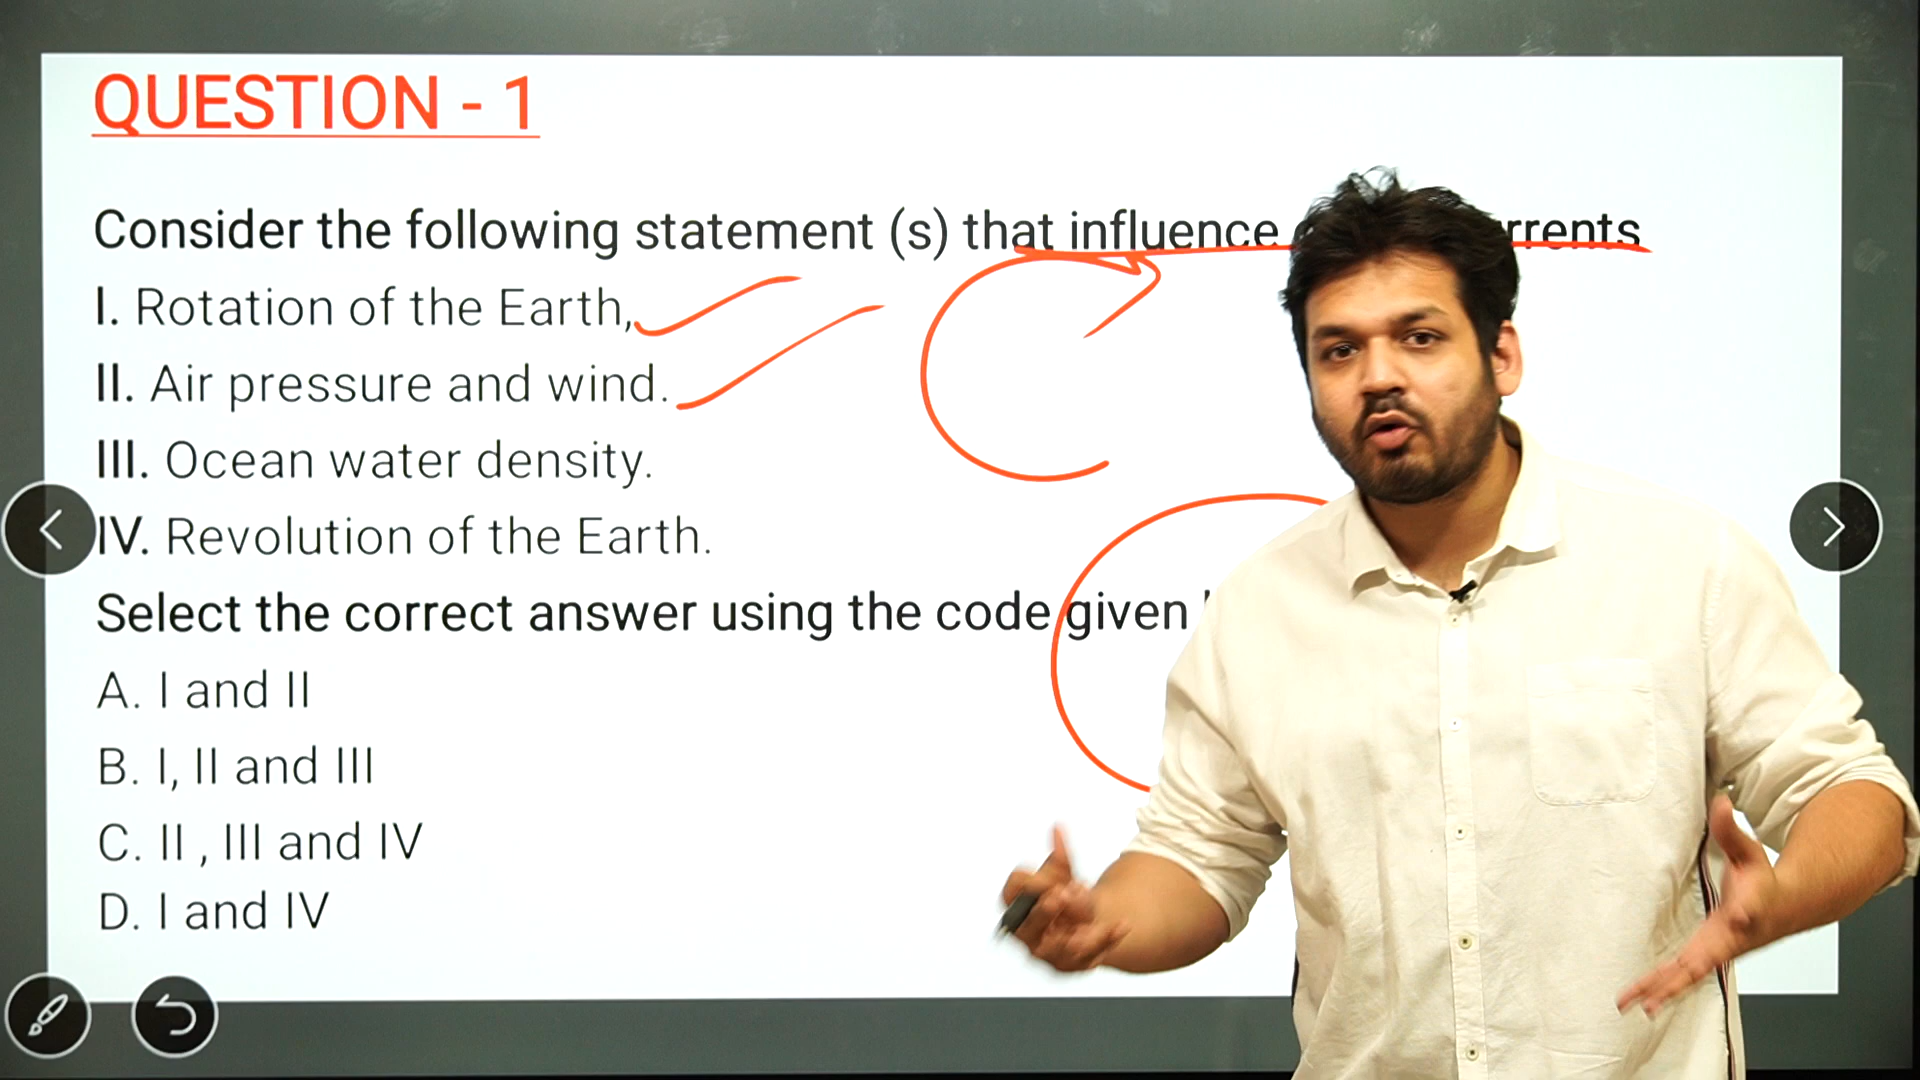 QUESTION - 1
Consider the following statement (s) that influence rrents
I. Rotation of the Earth,
II. Air pressure and wind.
III. Ocean water density.
IV. Revolution of the Earth.
Select the correct answer using the code given
A. I and II
B. I, II and III
C. II , III and IV
D. I and IV